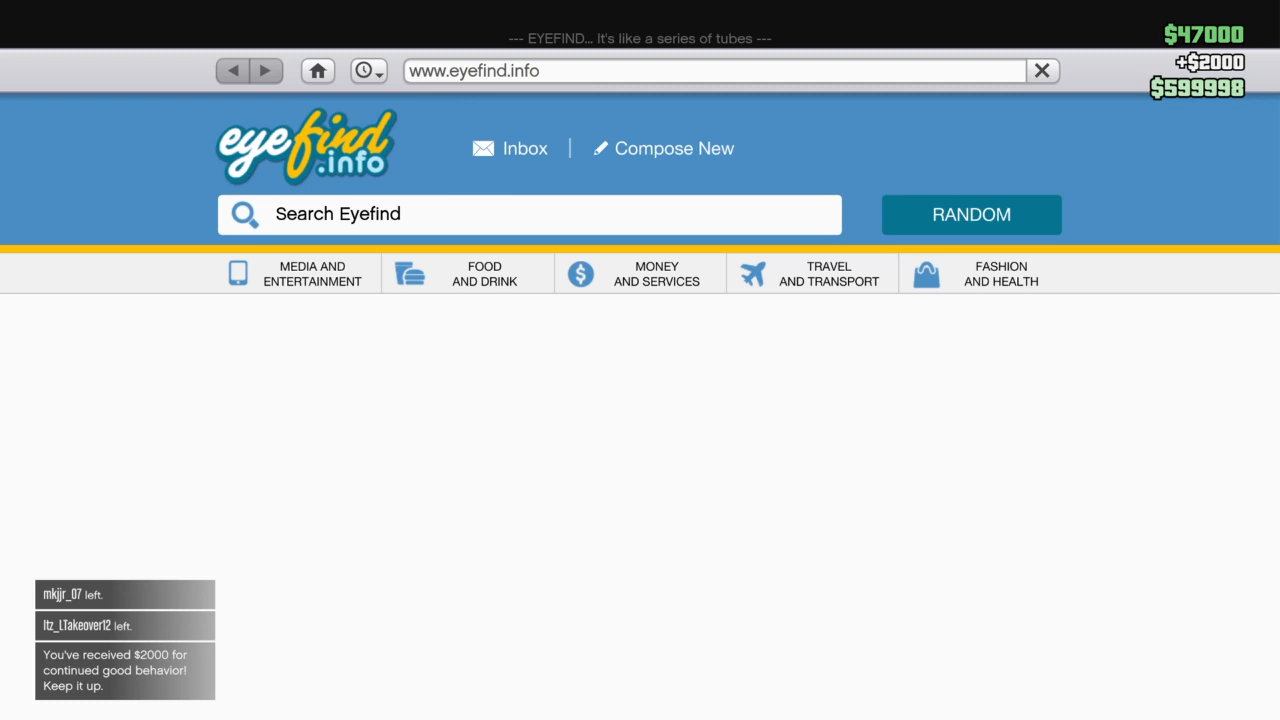 --- EYEFIND... It's like a series of tubes ---
$47000
+$2000
$599998
www.eyefind.info
eyefind
.info
Inbox
Compose New
Search Eyefind
RANDOM
MEDIA AND
ENTERTAINMENT
FOOD
AND DRINK
MONEY
AND SERVICES
TRAVEL
AND TRANSPORT
FASHION
AND HEALTH
mkjjr_07 left.
Itz_LTakeover12 left.
You've received $2000 for
continued good behavior!
Keep it up.